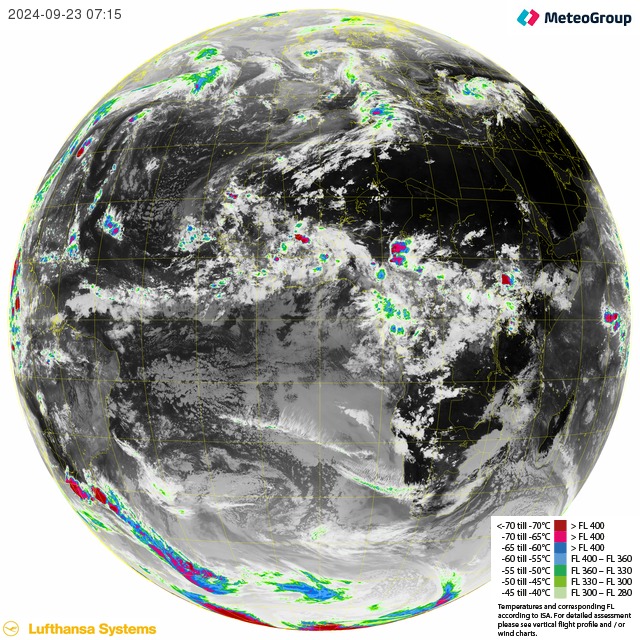 2024-09-23 07:15
MeteoGroup
<-70 till -70°C > FL 400
-70 till -65°C > FL 400
-65 till -60°C > FL 400
-60 till -55°C FL 400 – FL 360
-55 till -50°C FL 360 – FL 330
-50 till -45°C FL 330 – FL 300
-45 till -40°C FL 300 – FL 280
Temperatures and corresponding FL
according to ISA. For detailed assessment
please see vertical flight profile and / or
wind charts.
Lufthansa Systems